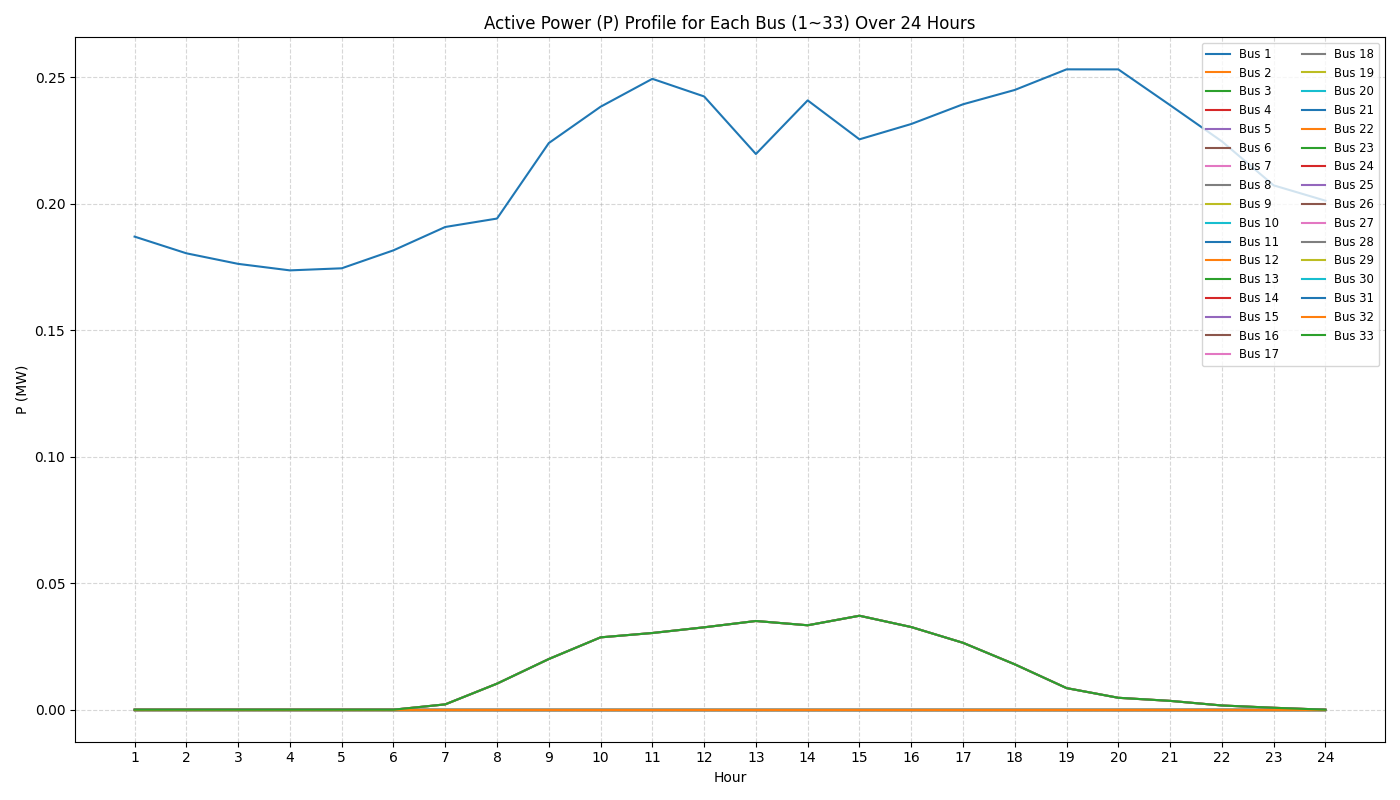 Active Power (P) Profile for Each Bus (1~33) Over 24 Hours
P (MW)
0.25
0.20
0.15
0.10
0.05
0.00
Bus 1
Bus 2
Bus 3
Bus 4
Bus 5
Bus 6
Bus 7
Bus 8
Bus 9
Bus 10
Bus 11
Bus 12
Bus 13
Bus 14
Bus 15
Bus 16
Bus 17
Bus 18
Bus 19
Bus 20
Bus 21
Bus 22
Bus 23
Bus 24
Bus 25
Bus 26
Bus 27
Bus 28
Bus 29
Bus 30
Bus 31
Bus 32
Bus 33
1 2 3 4 5 6 7 8 9 10 11 12 13 14 15 16 17 18 19 20 21 22 23 24
Hour